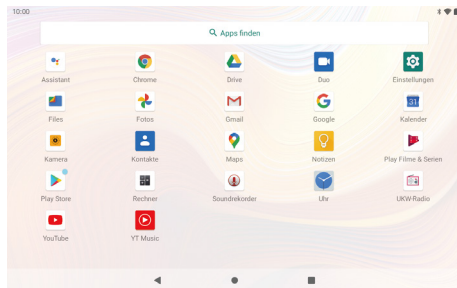 10:00
Apps finden
Assistant
Chrome
Drive
Duo
Einstellungen
Files
Fotos
Gmail
Google
31
Kalender
Kamera
Kontakte
Maps
Notizen
Play Filme & Serien
Play Store
Rechner
Soundrekorder
Uhr
UKW-Radio
YouTube
YT Music